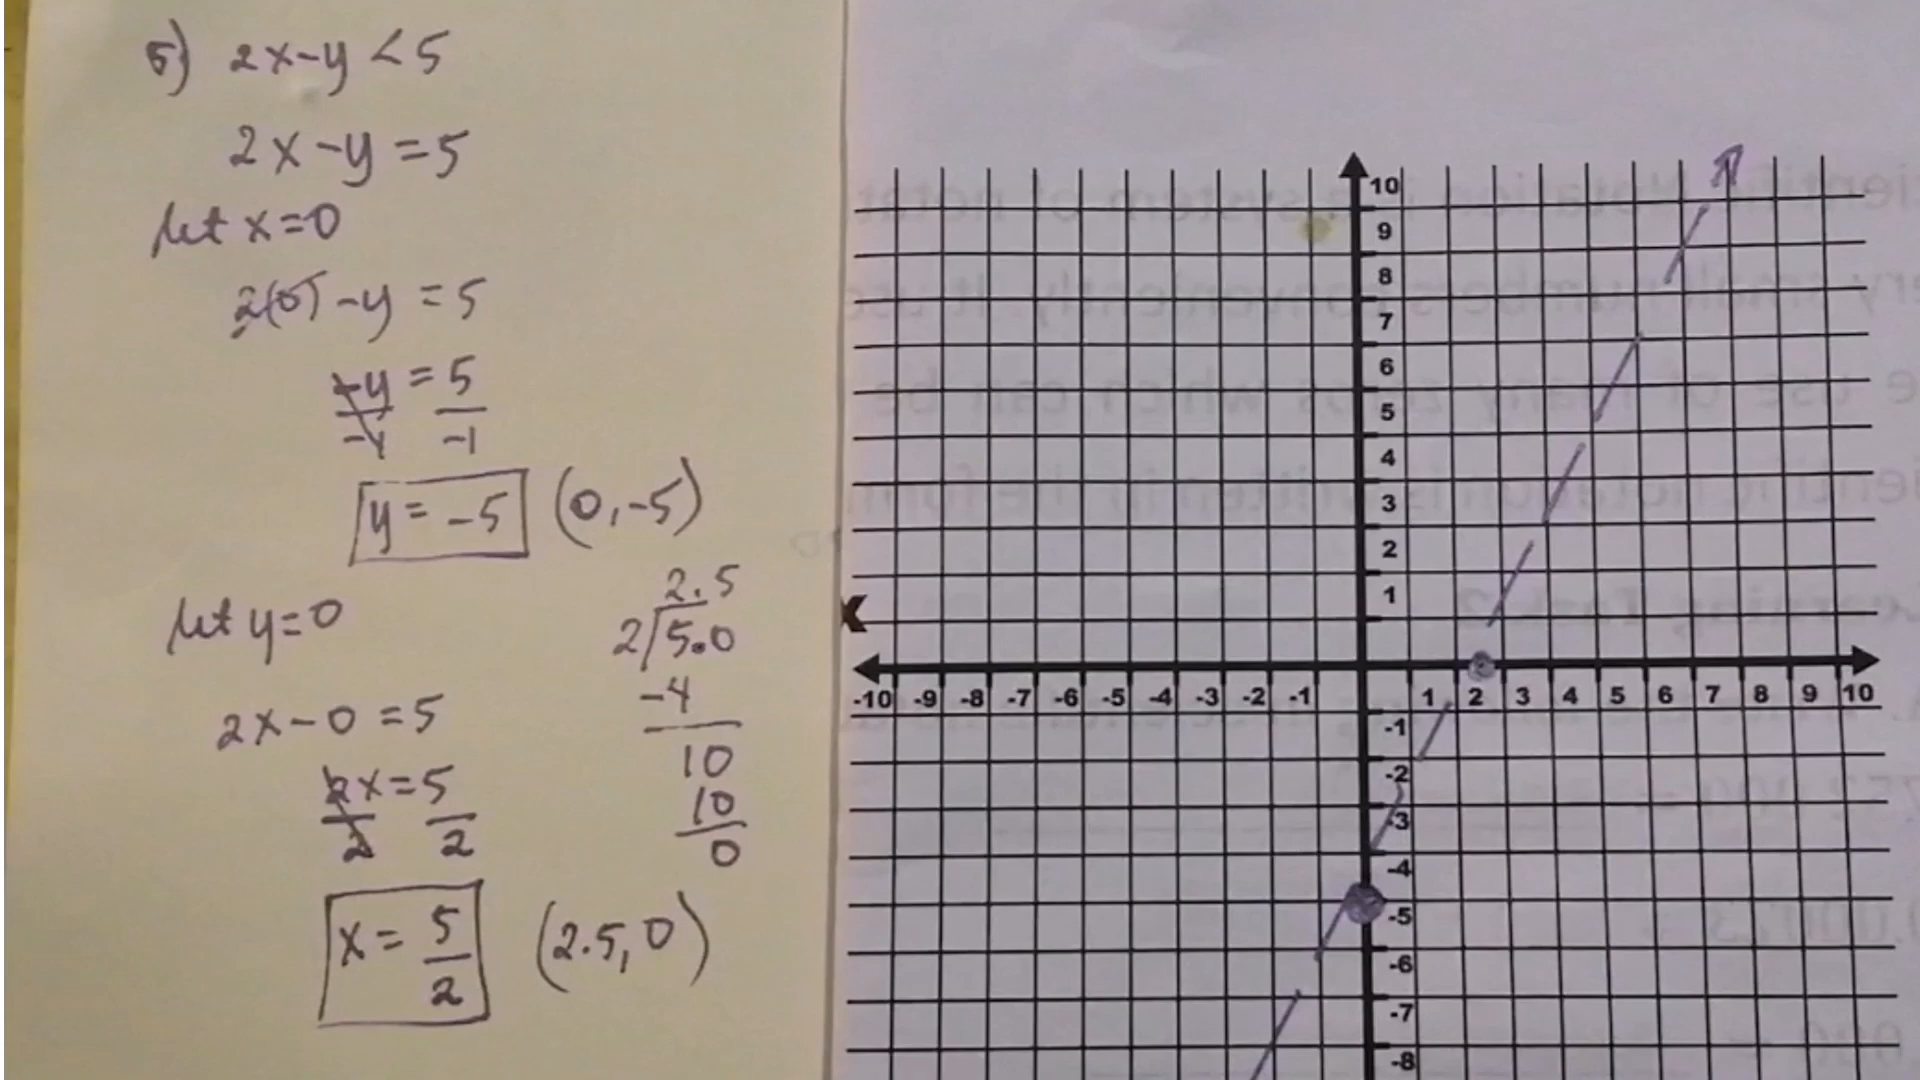 5) 2x-y < 5
2x-y = 5
let x=0
2(0)-y = 5
-y = 5
-1 -1
y = -5 (0,-5)
let y=0
2x-0 = 5
2x = 5
2 2
x = 5/2 (2.5, 0)
2.5
2 5.0
-4
10
10
0
10
9
8
7
6
5
4
3
2
1
-10 -9 -8 -7 -6 -5 -4 -3 -2 -1 1 2 3 4 5 6 7 8 9 10
-1
-2
-3
-4
-5
-6
-7
-8